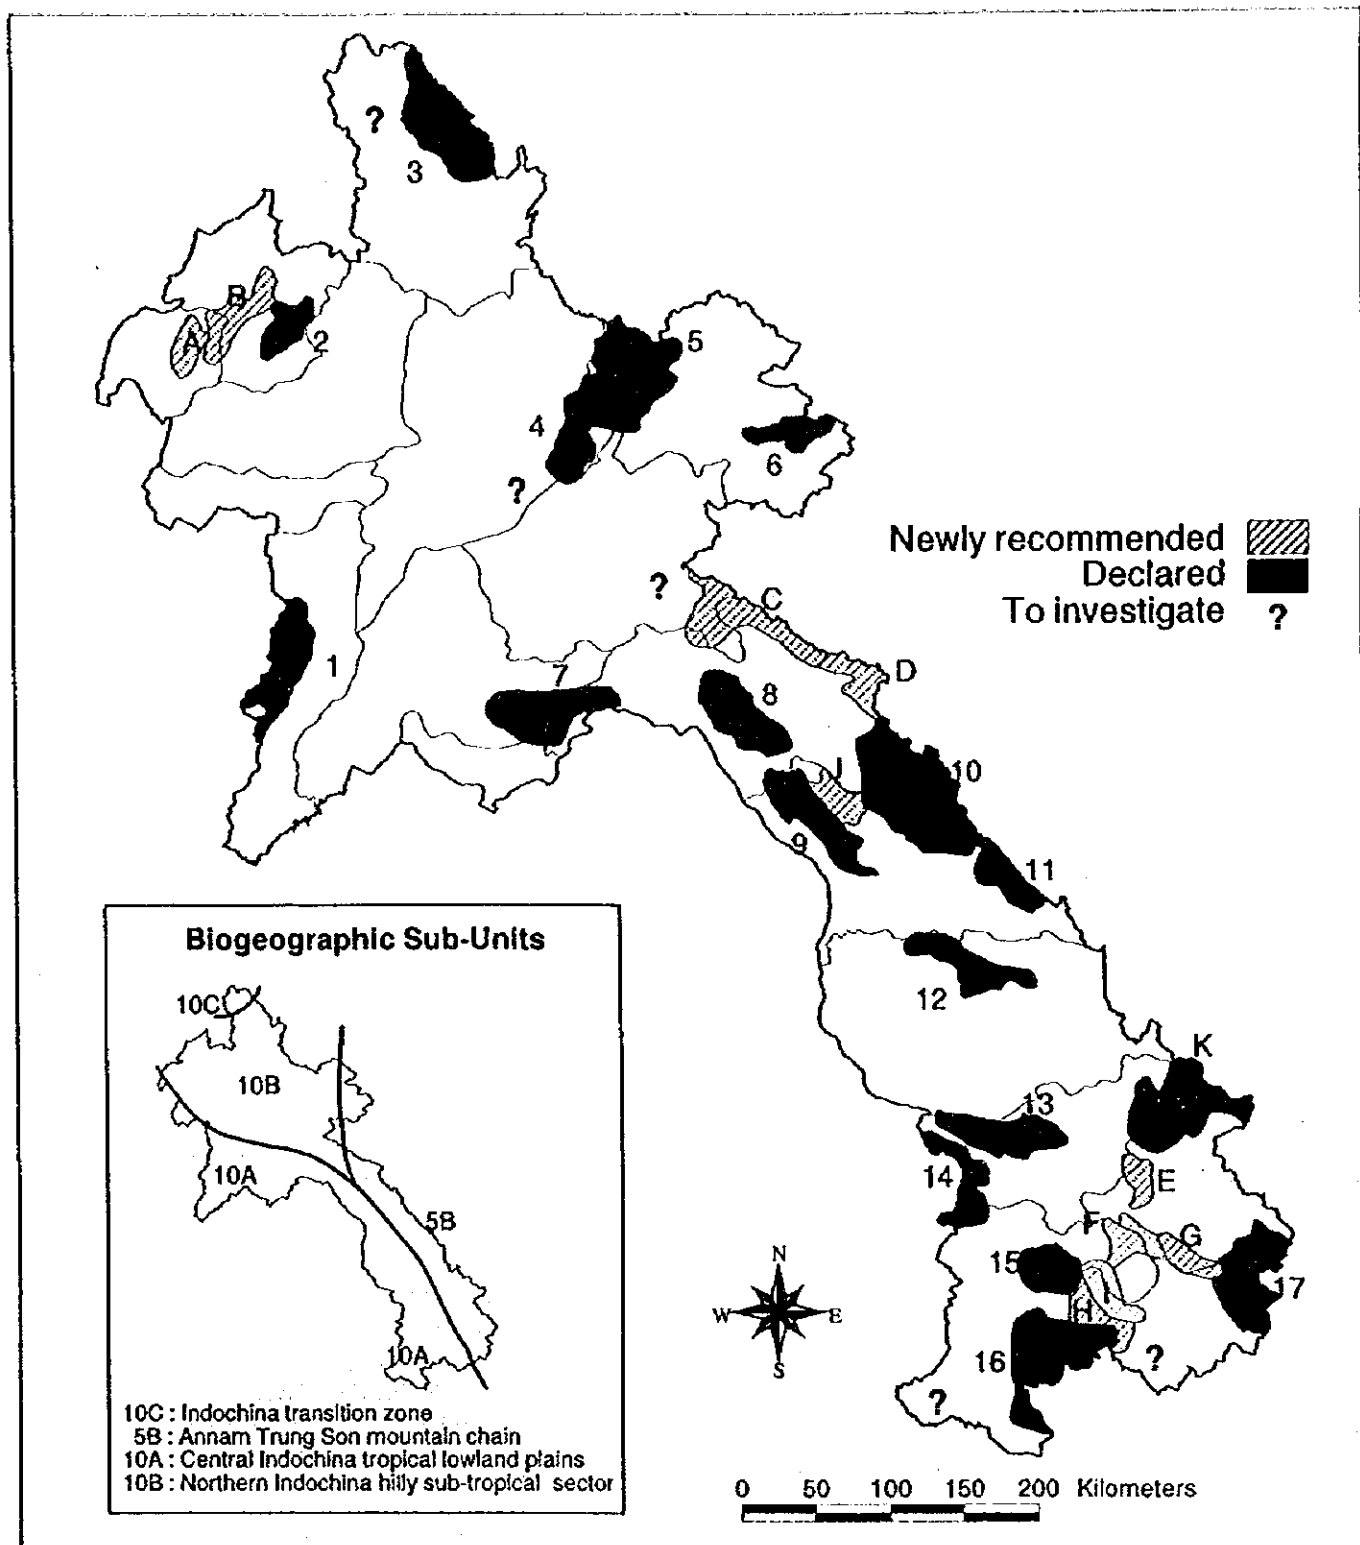 ?
3
B
A
2
5
4
6
?
Newly recommended
Declared
To investigate ?
?
C
1
D
7
8
J
10
9
11
Biogeographic Sub-Units
10C
10B
10A
5B
10A
10C : Indochina transition zone
5B : Annam Trung Son mountain chain
10A : Central Indochina tropical lowland plains
10B : Northern Indochina hilly sub-tropical sector
12
K
13
14
E
F
G
15
I
17
H
16
?
?
N
W E
S
0 50 100 150 200 Kilometers